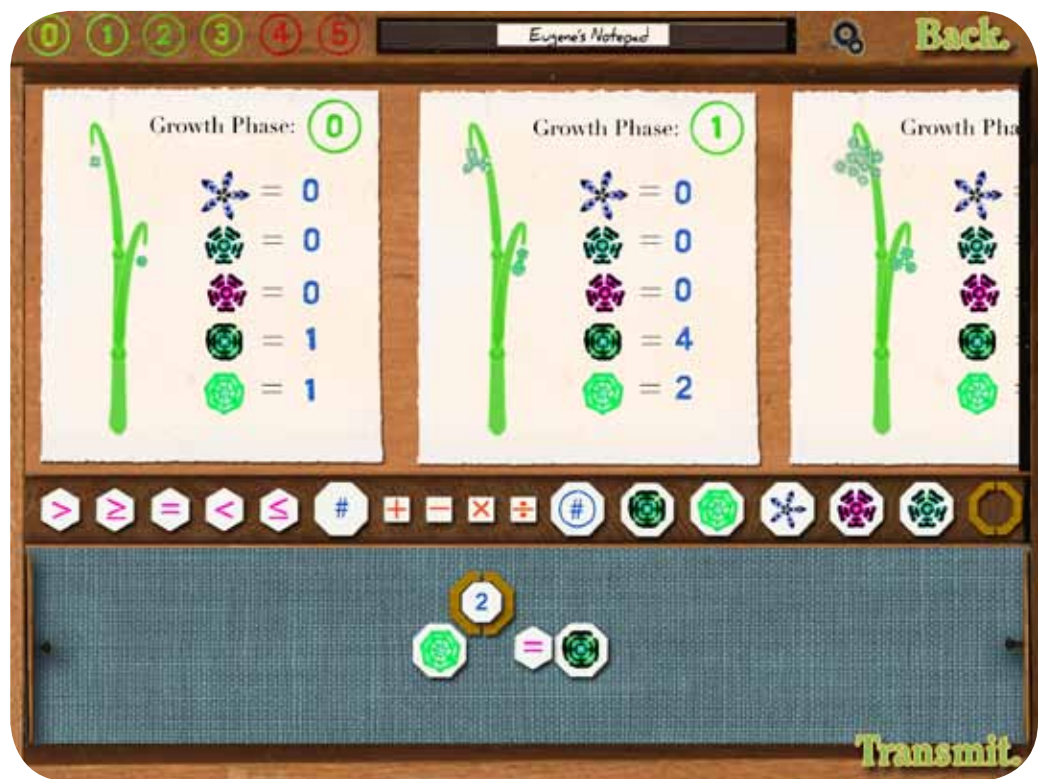 0 1 2 3 4 5
Eugene's Notepad
Back.
Growth Phase: 0
= 0
= 0
= 0
= 1
= 1
Growth Phase: 1
= 0
= 0
= 0
= 4
= 2
Growth Pha
=
=
=
=
=
> ≥ = < ≤ # + − × ÷ #
2
=
Transmit.